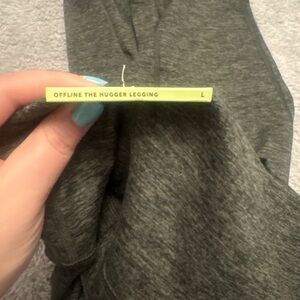 OFFLINE THE HUGGER LEGGING L